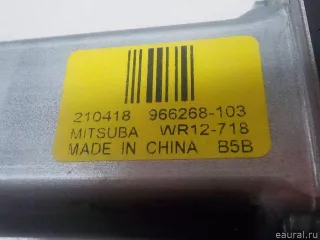 210418 966268-103
MITSUBA WR12-718
MADE IN CHINA B5B
eaural.ru